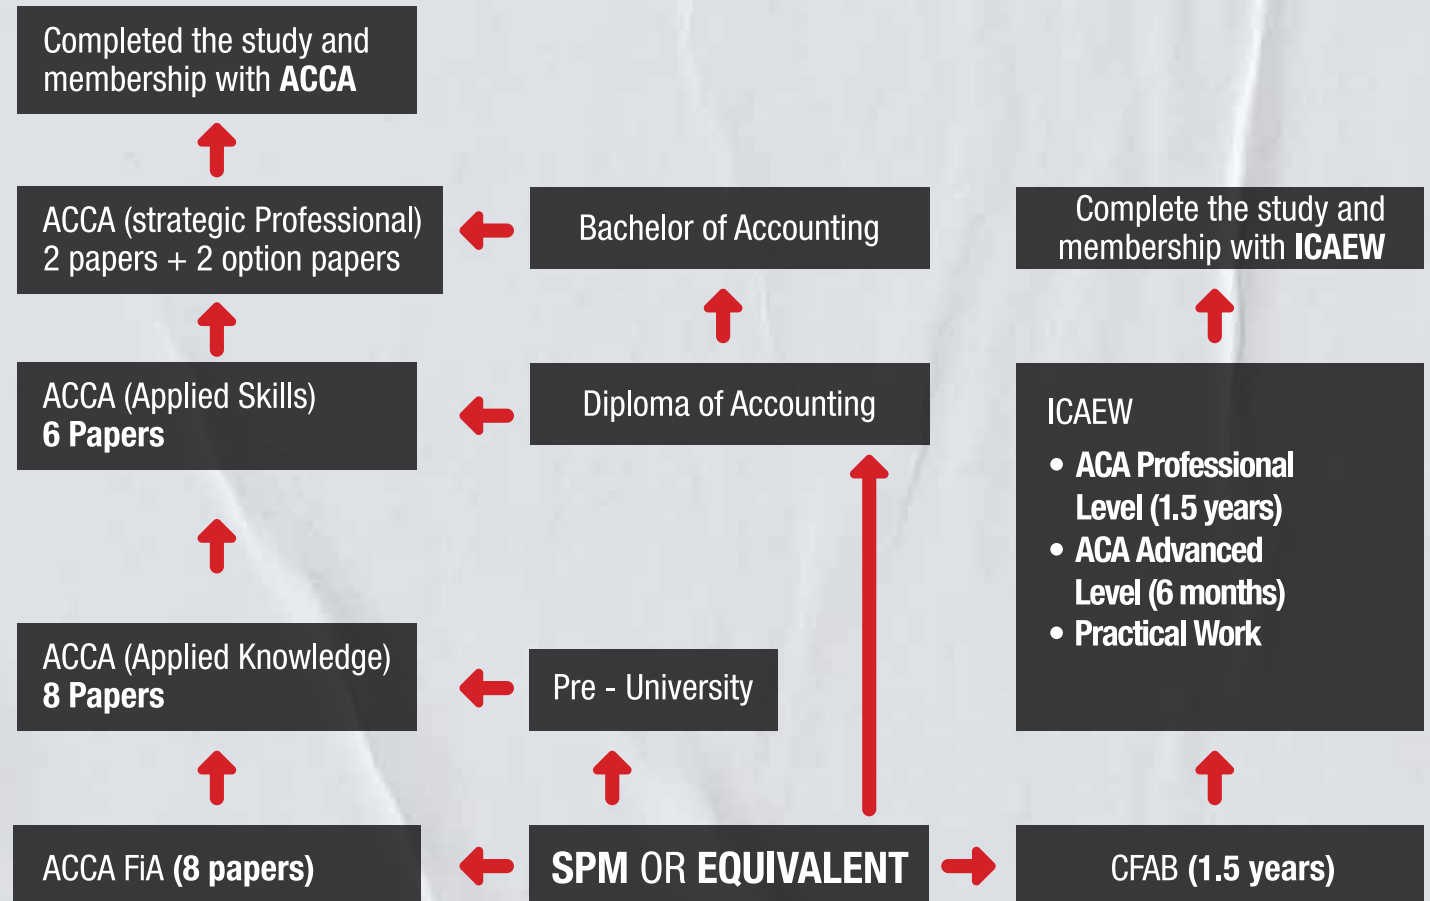 Completed the study and
membership with ACCA
ACCA (strategic Professional)
2 papers + 2 option papers
Bachelor of Accounting
Complete the study and
membership with ICAEW
ACCA (Applied Skills)
6 Papers
Diploma of Accounting
ICAEW
• ACA Professional
Level (1.5 years)
• ACA Advanced
Level (6 months)
• Practical Work
ACCA (Applied Knowledge)
8 Papers
Pre - University
ACCA FiA (8 papers)
SPM OR EQUIVALENT
CFAB (1.5 years)